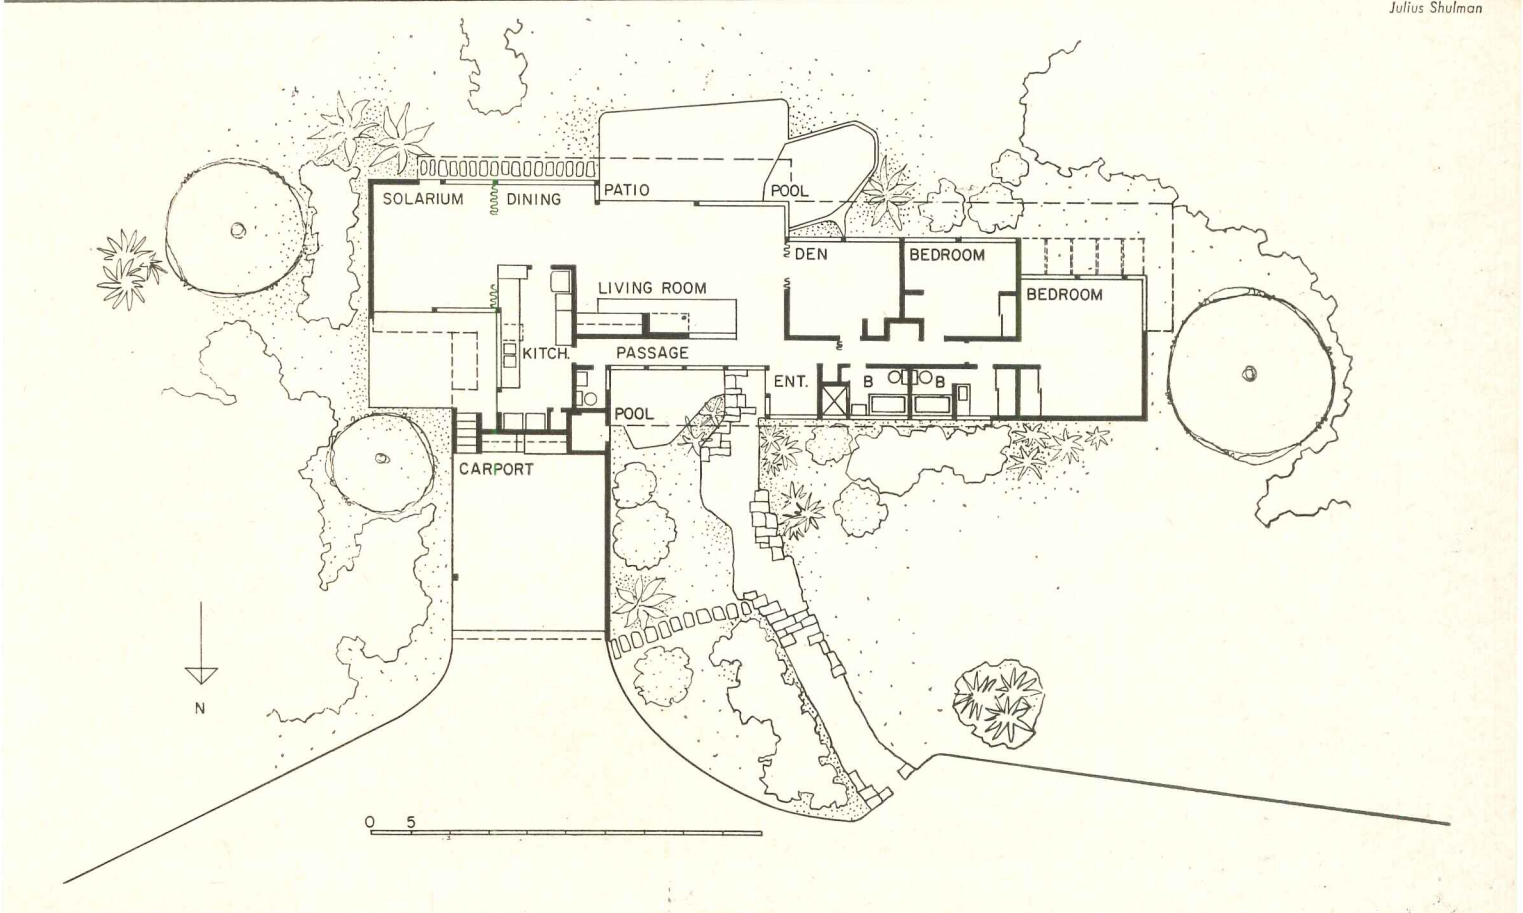 Julius Shulman
SOLARIUM
DINING
PATIO
POOL
DEN
BEDROOM
BEDROOM
LIVING ROOM
KITCH.
PASSAGE
ENT.
B
B
POOL
CARPORT
N
0 5